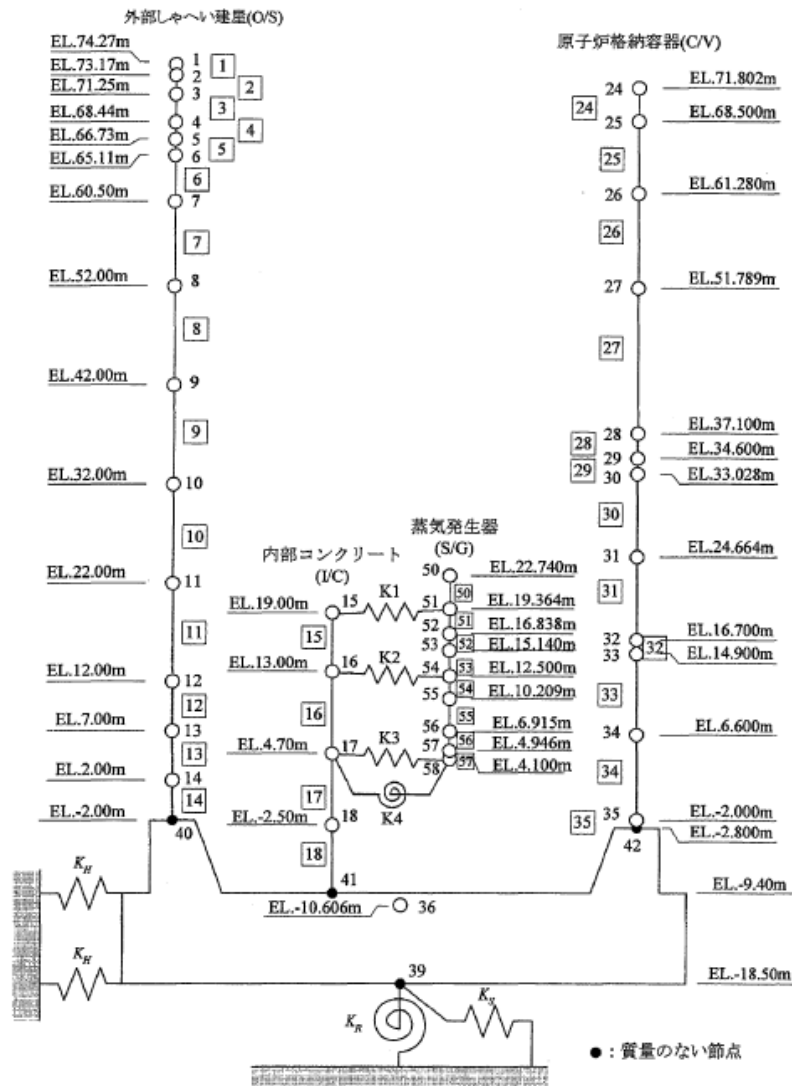 外部しゃへい建屋(O/S)
EL.74.27m
1
1
EL.73.17m
2
2
EL.71.25m
3
3
EL.68.44m
4
4
EL.66.73m
5
5
EL.65.11m
6
6
EL.60.50m
7
7
EL.52.00m
8
8
EL.42.00m
9
9
EL.32.00m
10
10
EL.22.00m
11
11
EL.12.00m
12
12
EL.7.00m
13
13
EL.2.00m
14
14
EL.-2.00m
40
原子炉格納容器(C/V)
24
EL.71.802m
24
25
EL.68.500m
25
26
EL.61.280m
26
27
EL.51.789m
27
28
EL.37.100m
28
29
EL.34.600m
29
30
EL.33.028m
30
31
EL.24.664m
31
32
EL.16.700m
32
33
EL.14.900m
33
34
EL.6.600m
34
35
35
EL.-2.000m
42
EL.-2.800m
内部コンクリート
(I/C)
EL.19.00m
15
15
EL.13.00m
16
16
EL.4.70m
17
17
EL.-2.50m
18
18
41
K1
K2
K3
K4
蒸気発生器
(S/G)
50
EL.22.740m
50
51
EL.19.364m
51
52
EL.16.838m
52
53
EL.15.140m
53
54
EL.12.500m
54
55
EL.10.209m
55
56
EL.6.915m
56
57
EL.4.946m
57
58
EL.4.100m
EL.-10.606m
36
EL.-9.40m
KH
KH
39
EL.-18.50m
KR
KS
●：質量のない節点